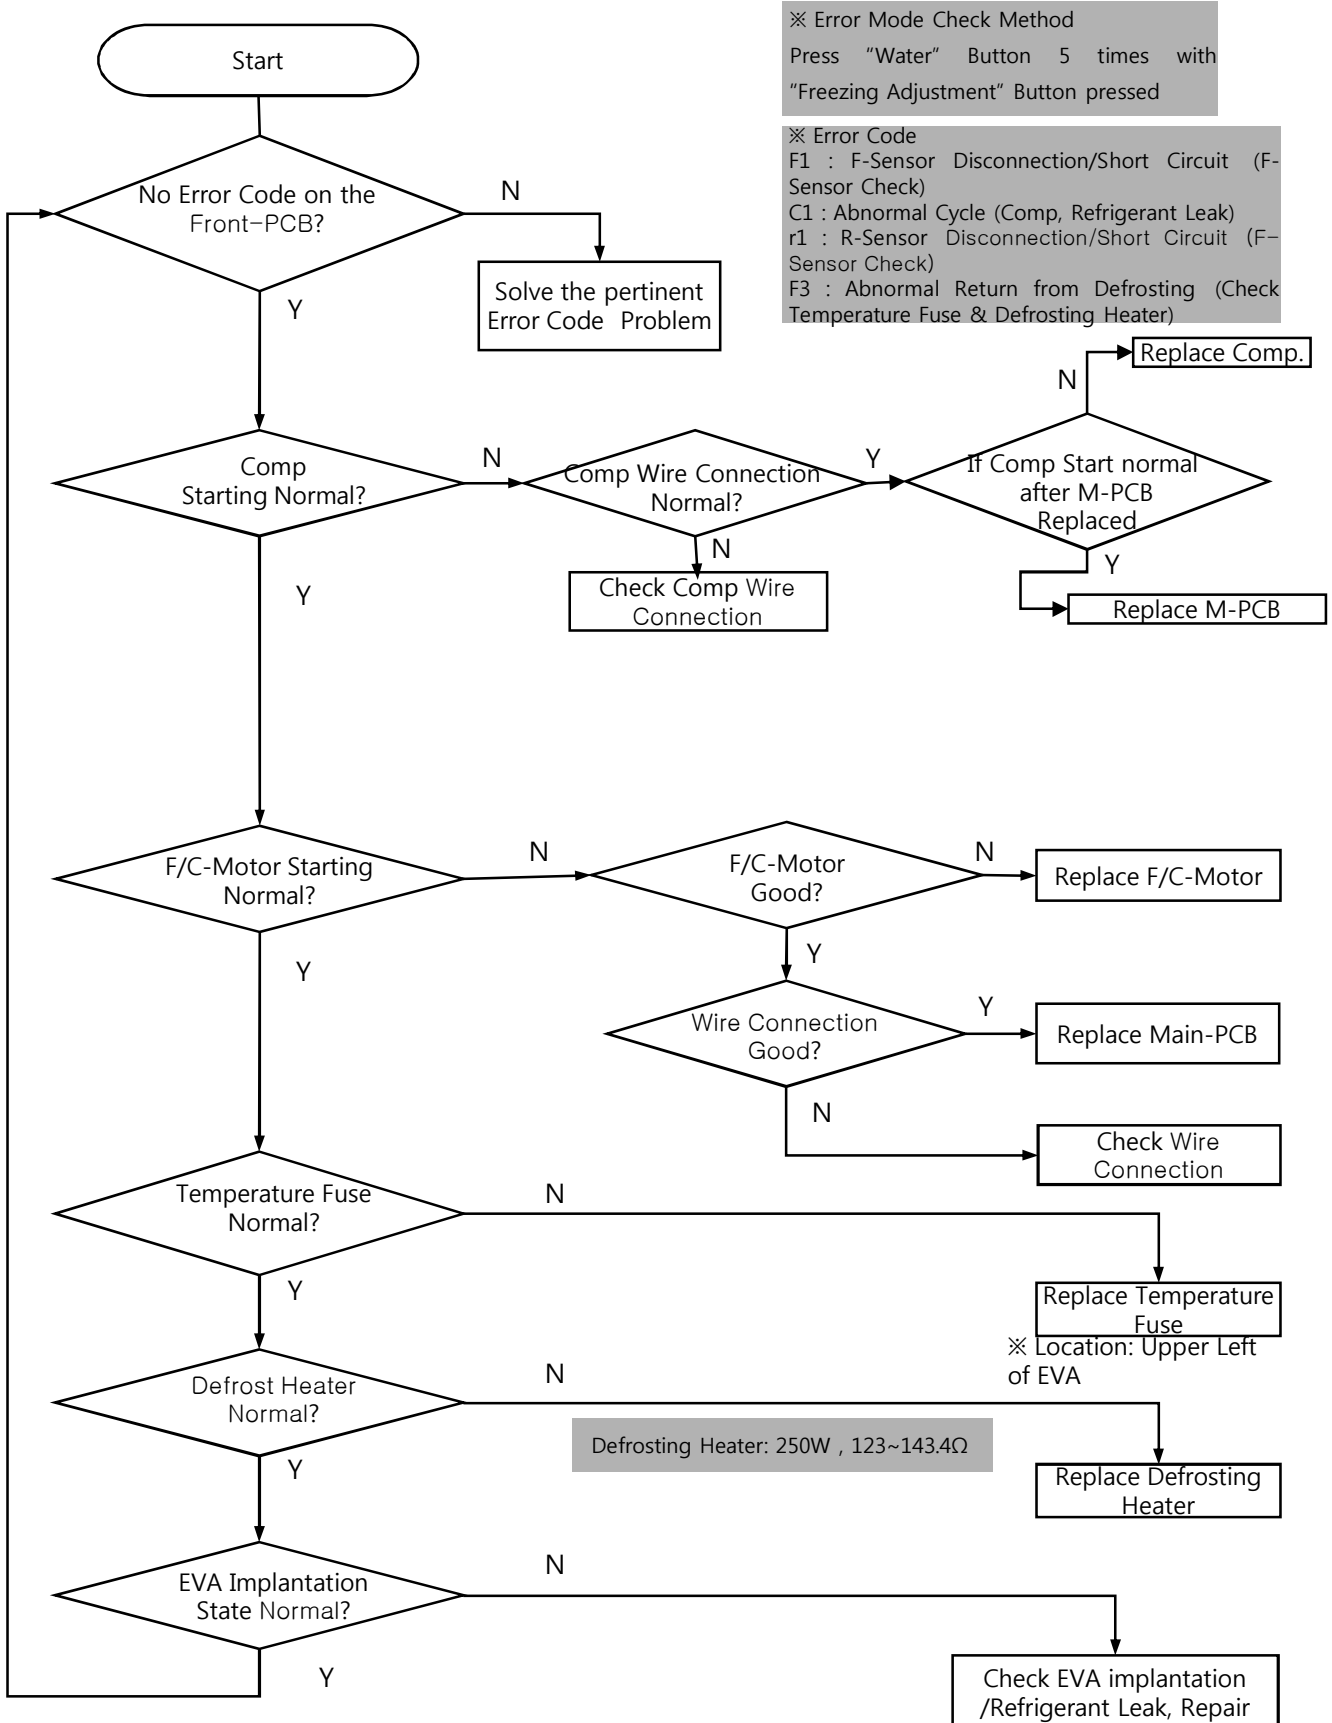 ※ Error Mode Check Method
Press “Water” Button 5 times with
“Freezing Adjustment” Button pressed
Start
※ Error Code
F1 : F-Sensor Disconnection/Short Circuit (F-
Sensor Check)
C1 : Abnormal Cycle (Comp, Refrigerant Leak)
r1 : R-Sensor Disconnection/Short Circuit (F-
Sensor Check)
F3 : Abnormal Return from Defrosting (Check
Temperature Fuse & Defrosting Heater)
No Error Code on the
Front-PCB?
N
Y
Solve the pertinent
Error Code Problem
Replace Comp.
N
Comp
Starting Normal?
N
Comp Wire Connection
Normal?
Y
If Comp Start normal
after M-PCB
Replaced
N
Y
Y
Check Comp Wire
Connection
Replace M-PCB
F/C-Motor Starting
Normal?
N
F/C-Motor
Good?
N
Replace F/C-Motor
Y
Y
Wire Connection
Good?
Y
Replace Main-PCB
N
Check Wire
Connection
Temperature Fuse
Normal?
N
Y
Replace Temperature
Fuse
※ Location: Upper Left
of EVA
Defrost Heater
Normal?
N
Defrosting Heater: 250W , 123~143.4Ω
Y
Replace Defrosting
Heater
EVA Implantation
State Normal?
N
Y
Check EVA implantation
/Refrigerant Leak, Repair